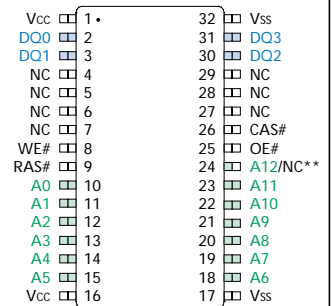 Vcc 1• 32 Vss
DQ0 2 31 DQ3
DQ1 3 30 DQ2
NC 4 29 NC
NC 5 28 NC
NC 6 27 NC
NC 7 26 CAS#
WE# 8 25 OE#
RAS# 9 24 A12/NC**
A0 10 23 A11
A1 11 22 A10
A2 12 21 A9
A3 13 20 A8
A4 14 19 A7
A5 15 18 A6
Vcc 16 17 Vss